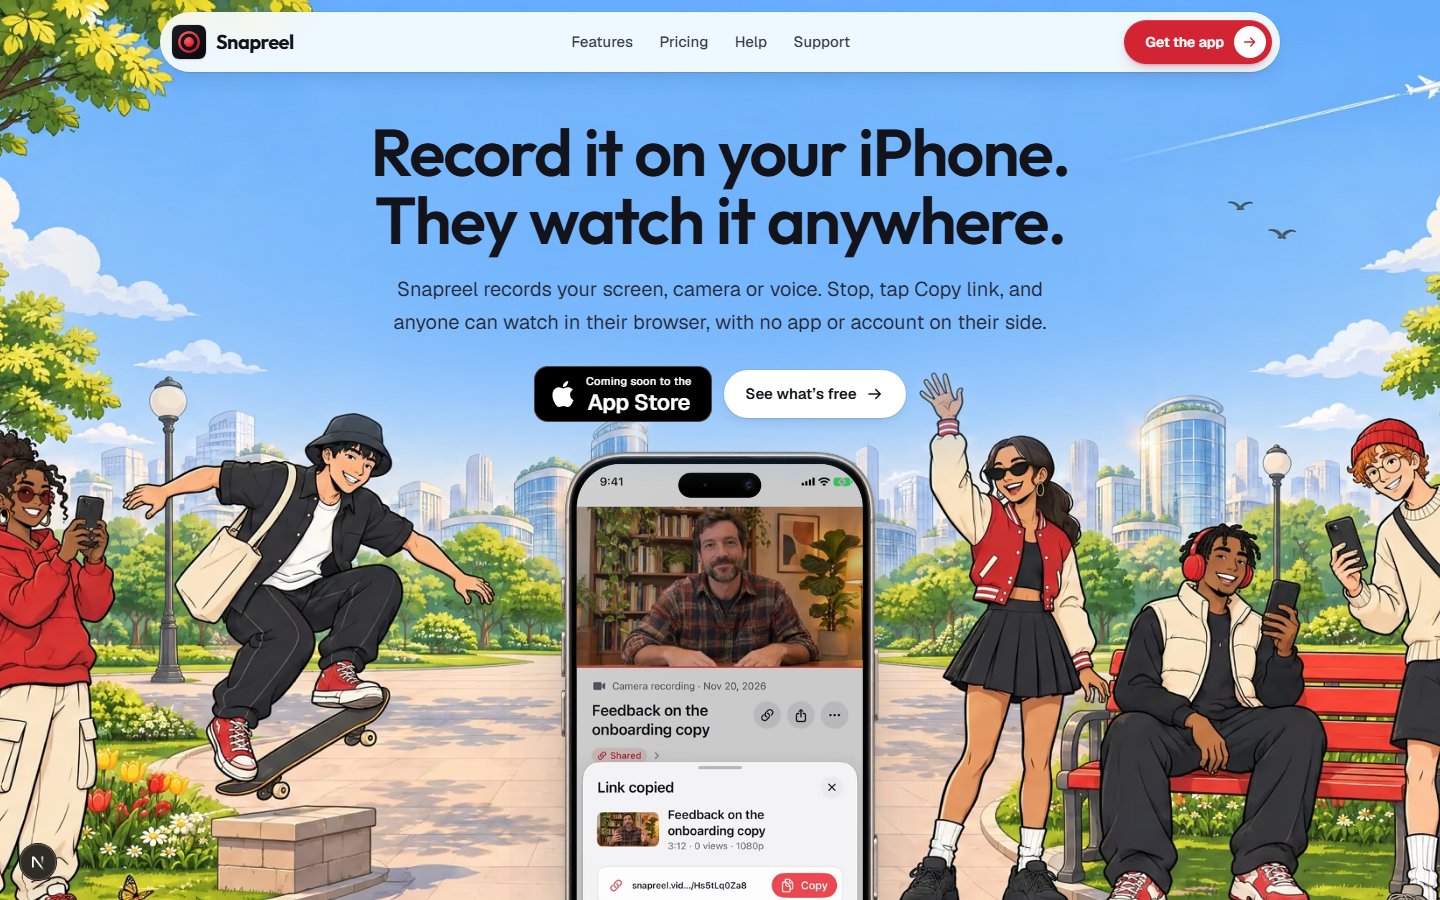 Snapreel
Features
Pricing
Help
Support
Get the app
Record it on your iPhone.
They watch it anywhere.
Snapreel records your screen, camera or voice. Stop, tap Copy link, and
anyone can watch in their browser, with no app or account on their side.
Coming soon to the
App Store
See what’s free
9:41
Camera recording · Nov 20, 2026
Feedback on the
onboarding copy
Shared
Link copied
Feedback on the
onboarding copy
3:12 · 0 views · 1080p
snapreel.vid.../Hs5tLq0Za8
Copy
N